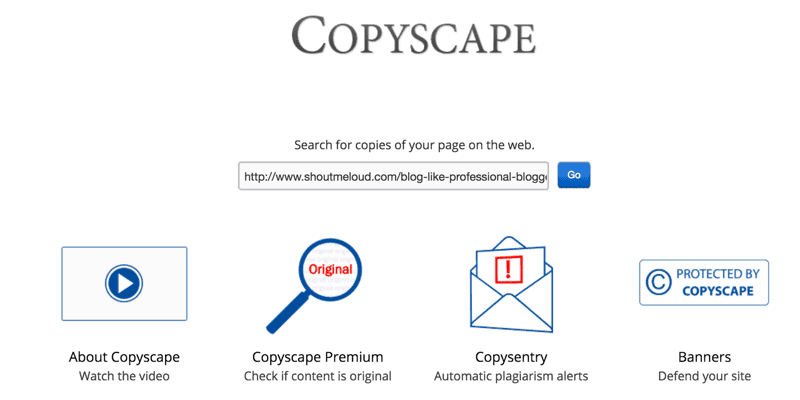 COPYSCAPE
Search for copies of your page on the web.
http://www.shoutmeloud.com/blog-like-professional-blogge
Go
Original
!
© PROTECTED BY
COPYSCAPE
About Copyscape
Copyscape Premium
Copysentry
Banners
Watch the video
Check if content is original
Automatic plagiarism alerts
Defend your site